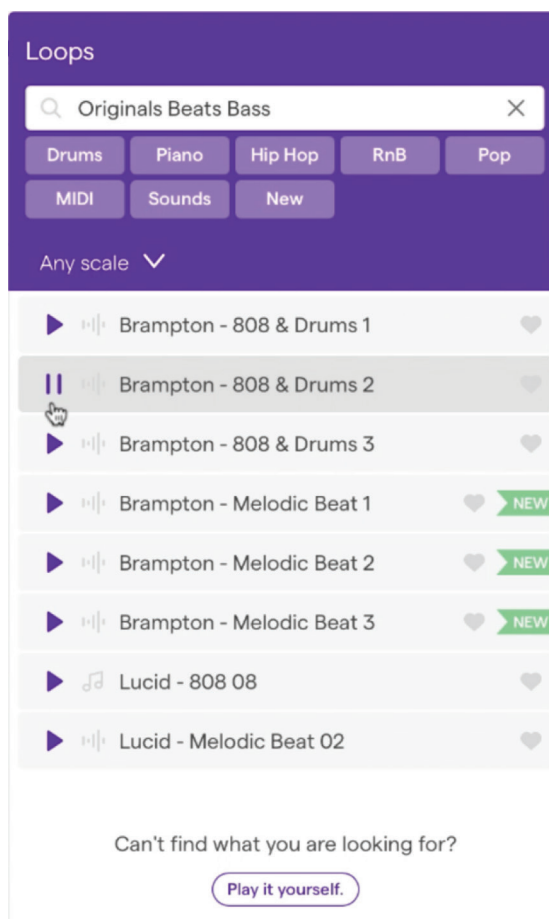 Loops
Originals Beats Bass
Drums Piano Hip Hop RnB Pop
MIDI Sounds New
Any scale
Brampton - 808 & Drums 1
Brampton - 808 & Drums 2
Brampton - 808 & Drums 3
Brampton - Melodic Beat 1 NEW
Brampton - Melodic Beat 2 NEW
Brampton - Melodic Beat 3 NEW
Lucid - 808 08
Lucid - Melodic Beat 02
Can't find what you are looking for?
Play it yourself.